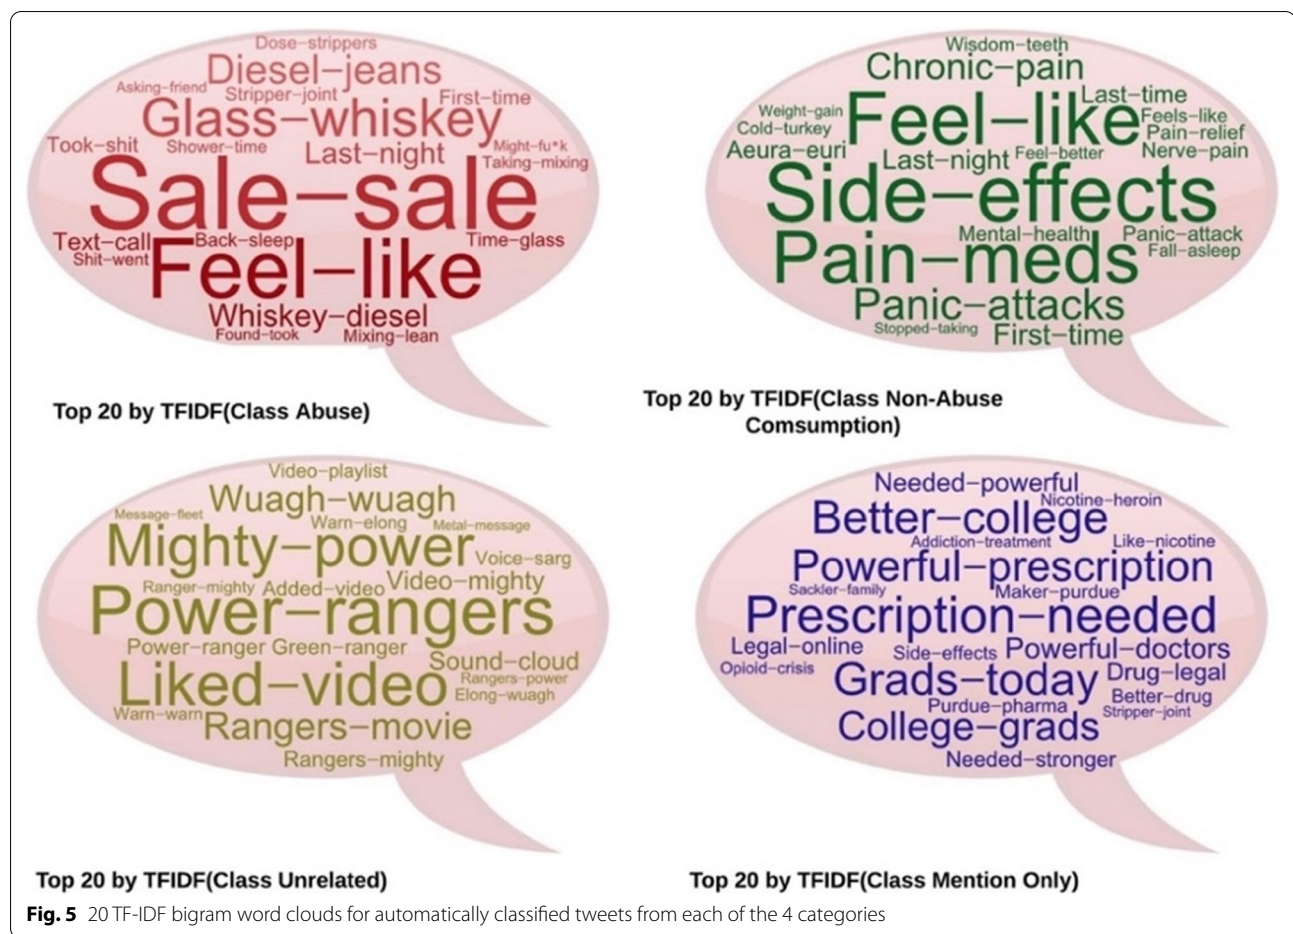 Dose−strippers
Diesel−jeans
Asking−friend
Stripper−joint
First−time
Glass−whiskey
Took−shit
Shower−time
Last−night
Might−fu*k
Taking−mixing
Sale−sale
Text−call
Back−sleep
Time−glass
Shit−went
Feel−like
Whiskey−diesel
Found−took
Mixing−lean
Top 20 by TFIDF(Class Abuse)
Wisdom−teeth
Chronic−pain
Last−time
Weight−gain
Feel−like
Feels−like
Cold−turkey
Pain−relief
Aeura−euri
Last−night
Feel−better
Nerve−pain
Side−effects
Mental−health
Panic−attack
Pain−meds
Fall−asleep
Panic−attacks
Stopped−taking
First−time
Top 20 by TFIDF(Class Non-Abuse
Comsumption)
Video−playlist
Wuagh−wuagh
Message−fleet
Warn−elong
Metal−message
Mighty−power
Voice−sarg
Ranger−mighty
Added−video
Video−mighty
Power−rangers
Power−ranger
Green−ranger
Sound−cloud
Liked−video
Rangers−power
Elong−wuagh
Warn−warn
Rangers−movie
Rangers−mighty
Top 20 by TFIDF(Class Unrelated)
Needed−powerful
Nicotine−heroin
Better−college
Addiction−treatment
Like−nicotine
Powerful−prescription
Sackler−family
Maker−purdue
Prescription−needed
Legal−online
Side−effects
Powerful−doctors
Opioid−crisis
Grads−today
Drug−legal
Better−drug
Purdue−pharma
Stripper−joint
College−grads
Needed−stronger
Top 20 by TFIDF(Class Mention Only)
Fig. 5 20 TF-IDF bigram word clouds for automatically classified tweets from each of the 4 categories